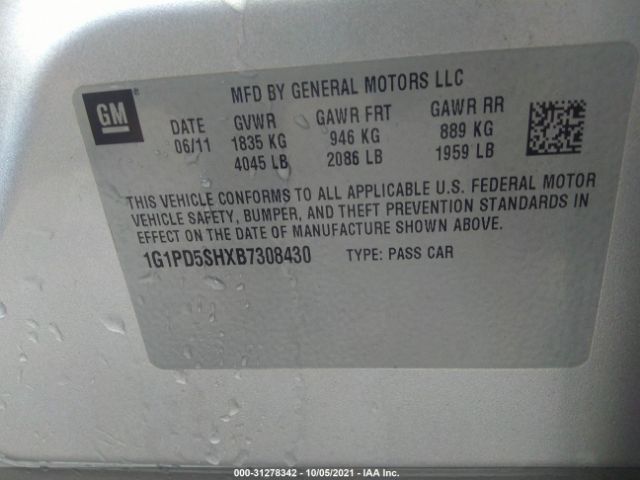 GM ®
MFD BY GENERAL MOTORS LLC
DATE GVWR GAWR FRT GAWR RR
06/11 1835 KG 946 KG 889 KG
4045 LB 2086 LB 1959 LB
THIS VEHICLE CONFORMS TO ALL APPLICABLE U.S. FEDERAL MOTOR
VEHICLE SAFETY, BUMPER, AND THEFT PREVENTION STANDARDS IN
EFFECT ON THE DATE OF MANUFACTURE SHOWN ABOVE.
1G1PD5SHXB7308430 TYPE: PASS CAR
000-31278342 - 10/05/2021 - IAA Inc.